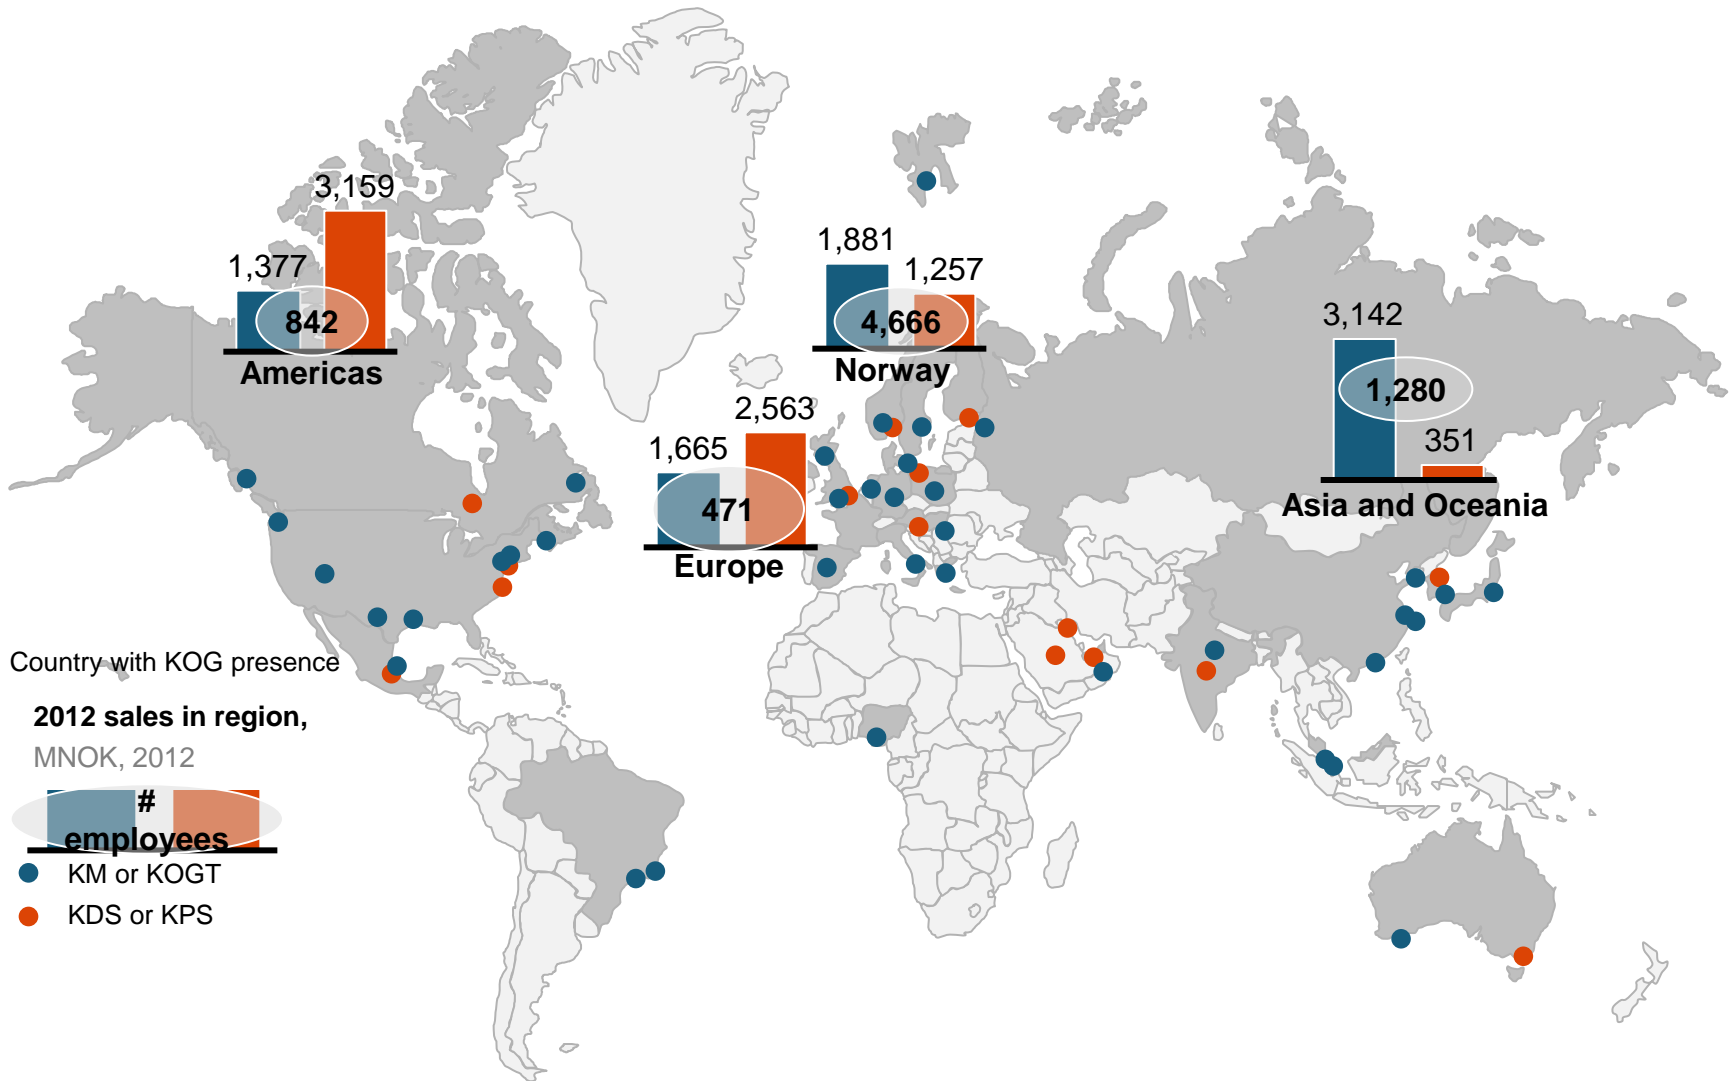 3,159
1,377
842
Americas
1,881
1,257
4,666
Norway
2,563
1,665
471
Europe
3,142
1,280
351
Asia and Oceania
Country with KOG presence
2012 sales in region,
MNOK, 2012
#
employees
KM or KOGT
KDS or KPS